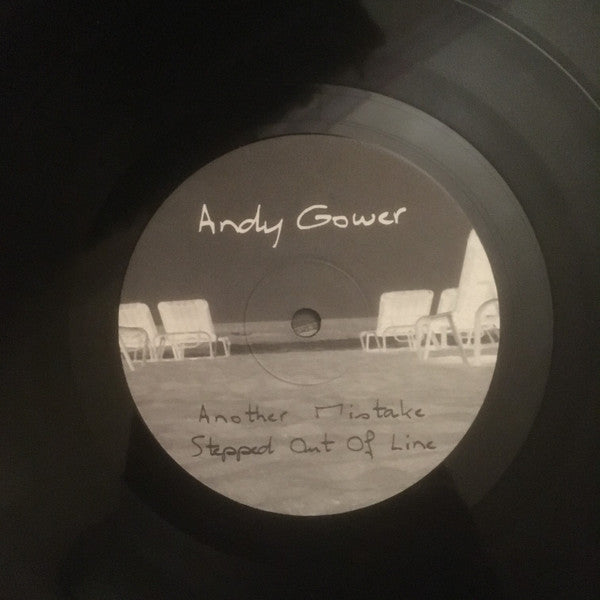 Andy Gower
Another Mistake
Stepped Out Of Line